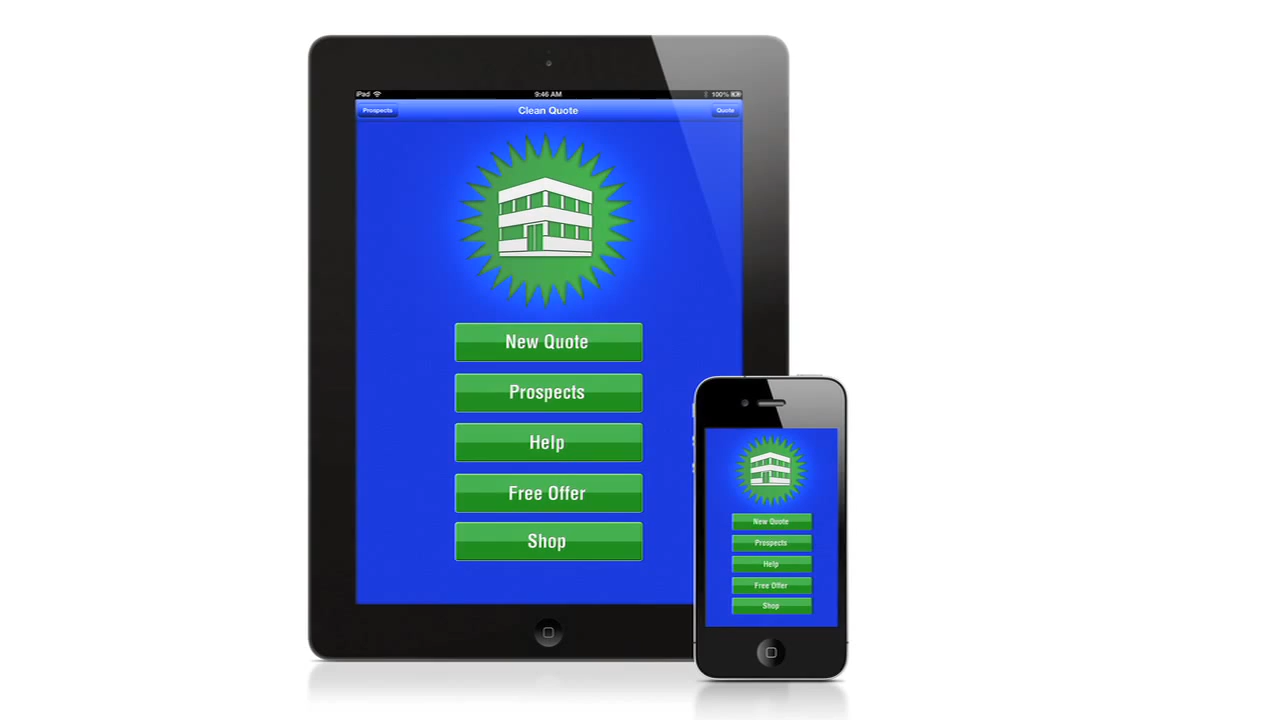 iPad 9:46 AM 100%
Prospects Clean Quote Quote
New Quote
Prospects
Help
Free Offer
Shop
New Quote
Prospects
Help
Free Offer
Shop